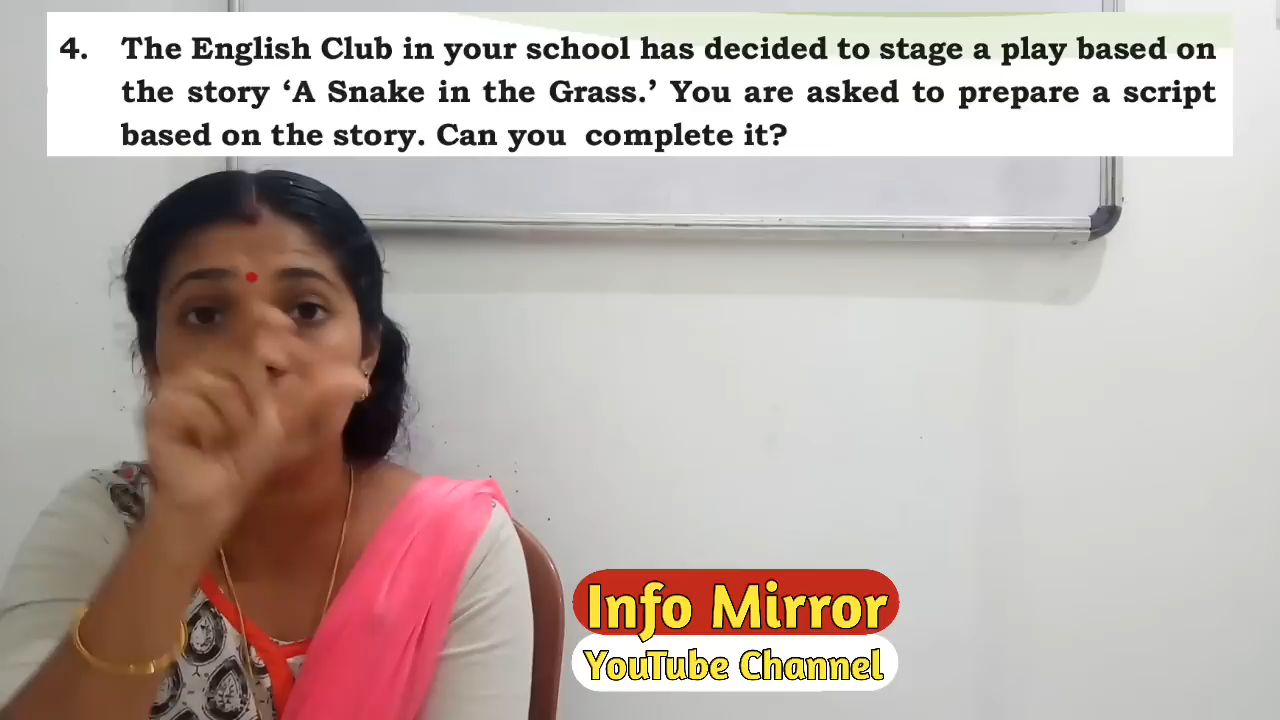 4. The English Club in your school has decided to stage a play based on
the story ‘A Snake in the Grass.’ You are asked to prepare a script
based on the story. Can you complete it?
Info Mirror
YouTube Channel